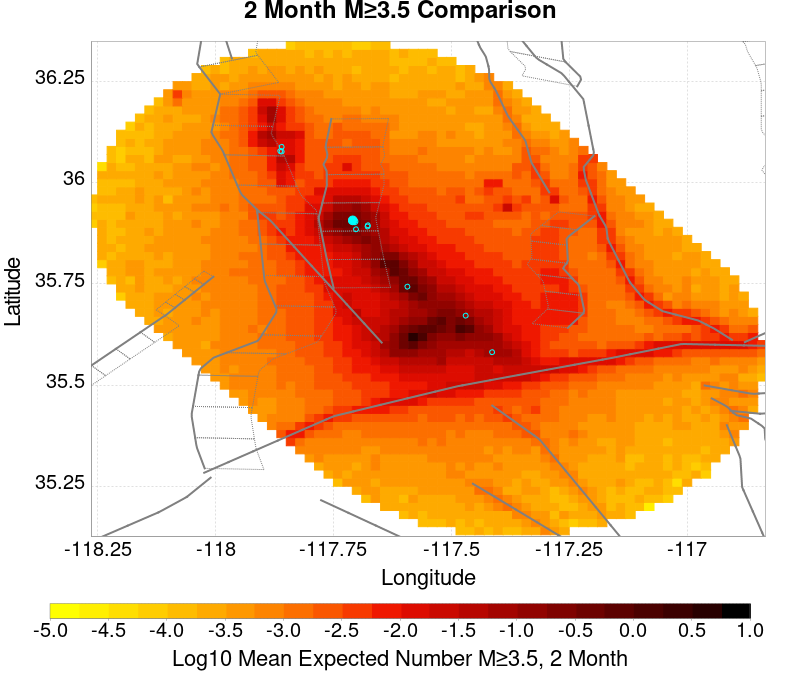 2 Month M≥3.5 Comparison
36.25
36
35.75
35.5
35.25
Latitude
-118.25 -118 -117.75 -117.5 -117.25 -117
Longitude
-5.0 -4.5 -4.0 -3.5 -3.0 -2.5 -2.0 -1.5 -1.0 -0.5 0.0 0.5 1.0
Log10 Mean Expected Number M≥3.5, 2 Month